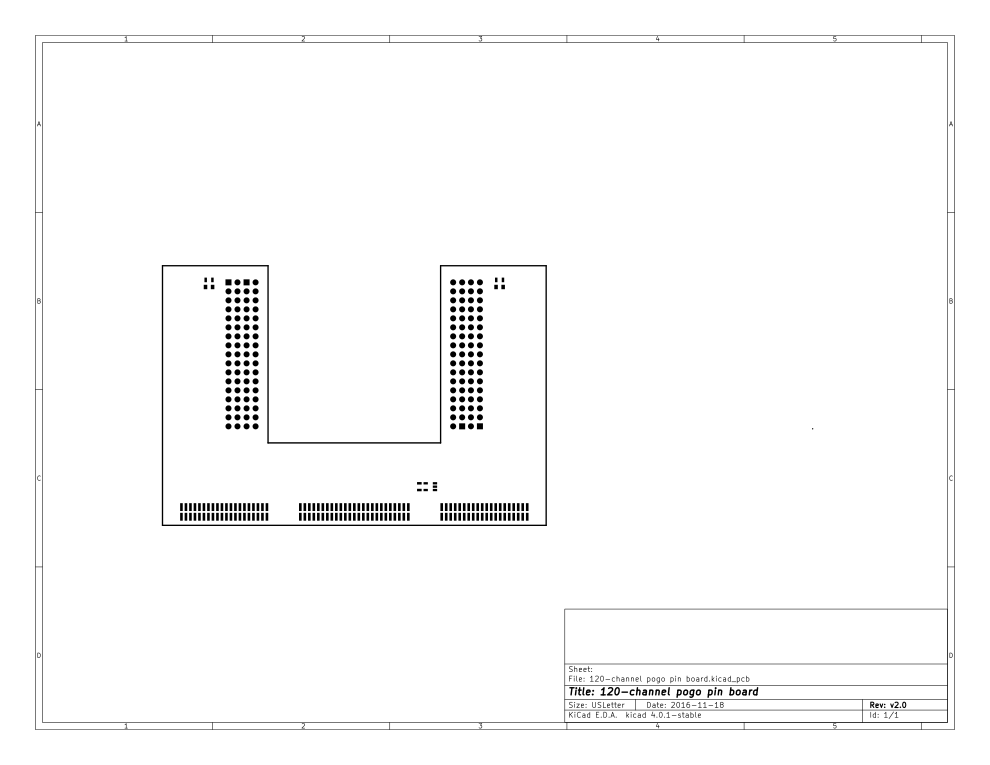 1 2 3 4 5
A A
B B
C C
D D
Sheet:
File: 120-channel pogo pin board.kicad_pcb
Title: 120-channel pogo pin board
Size: USLetter Date: 2016-11-18 Rev: v2.0
KiCad E.D.A. kicad 4.0.1-stable Id: 1/1
1 2 3 4 5